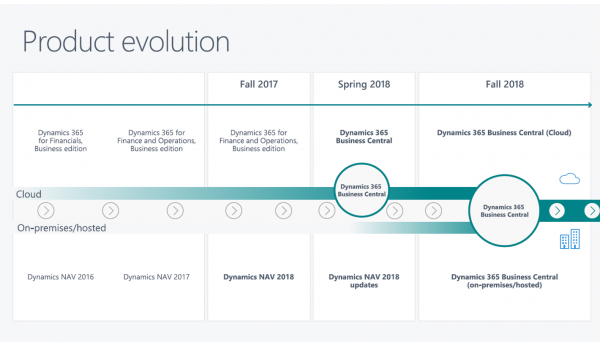 Product evolution
Fall 2017
Spring 2018
Fall 2018
Dynamics 365
for Financials,
Business edition
Dynamics 365 for
Finance and Operations,
Business edition
Dynamics 365 for
Finance and Operations,
Business edition
Dynamics 365
Business Central
Dynamics 365 Business Central (Cloud)
Cloud
Dynamics 365
Business Central
Dynamics 365
Business Central
On-premises/hosted
Dynamics NAV 2016
Dynamics NAV 2017
Dynamics NAV 2018
Dynamics NAV 2018
updates
Dynamics 365 Business Central
(on-premises/hosted)